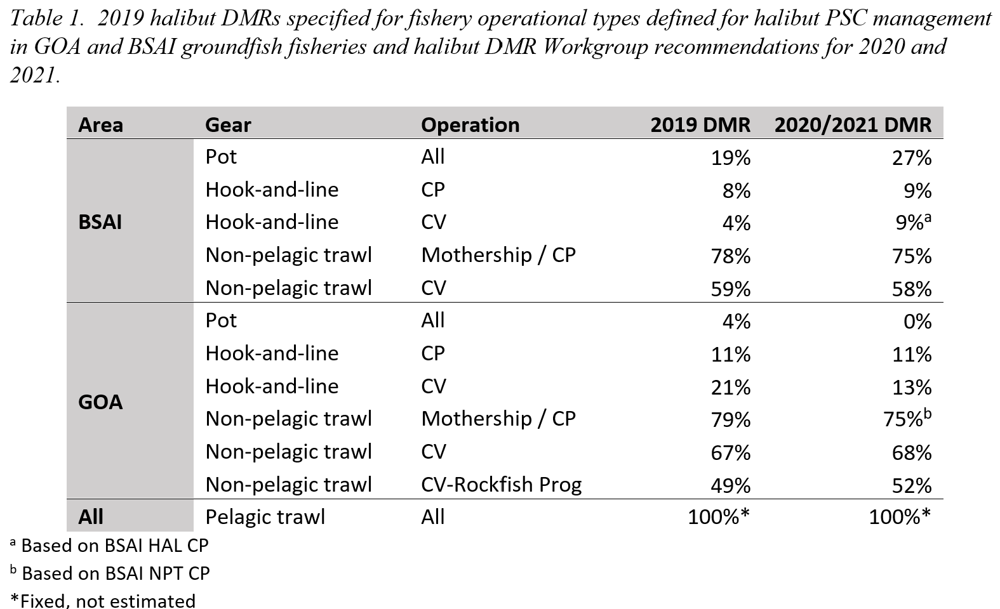 Table 1.  2019 halibut DMRs specified for fishery operational types defined for halibut PSC management
in GOA and BSAI groundfish fisheries and halibut DMR Workgroup recommendations for 2020 and
2021.
Area Gear Operation 2019 DMR 2020/2021 DMR
Pot All 19% 27%
Hook-and-line CP 8% 9%
BSAI Hook-and-line CV 4% 9%ᵃ
Non-pelagic trawl Mothership / CP 78% 75%
Non-pelagic trawl CV 59% 58%
Pot All 4% 0%
Hook-and-line CP 11% 11%
Hook-and-line CV 21% 13%
GOA
Non-pelagic trawl Mothership / CP 79% 75%ᵇ
Non-pelagic trawl CV 67% 68%
Non-pelagic trawl CV-Rockfish Prog 49% 52%
All Pelagic trawl All 100%* 100%*
ᵃ Based on BSAI HAL CP
ᵇ Based on BSAI NPT CP
*Fixed, not estimated